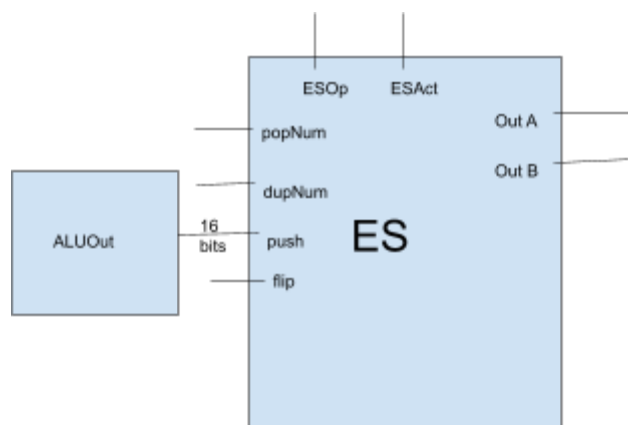 ESOp ESAct
popNum
Out A
dupNum
Out B
ALUOut
16
bits
push
ES
flip